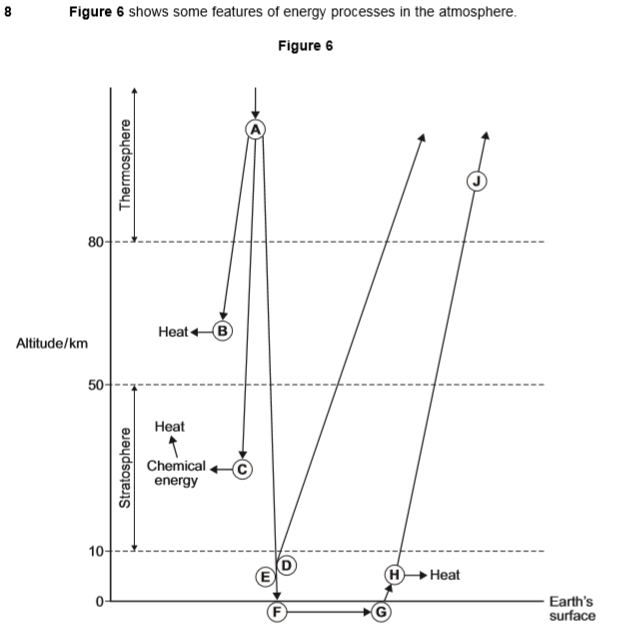 8 Figure 6 shows some features of energy processes in the atmosphere.
Figure 6
Thermosphere
A
J
80
Heat
B
Altitude/km
50
Stratosphere
Heat
Chemical
energy
C
10
D
E
H
Heat
0
Earth's
surface
F
G